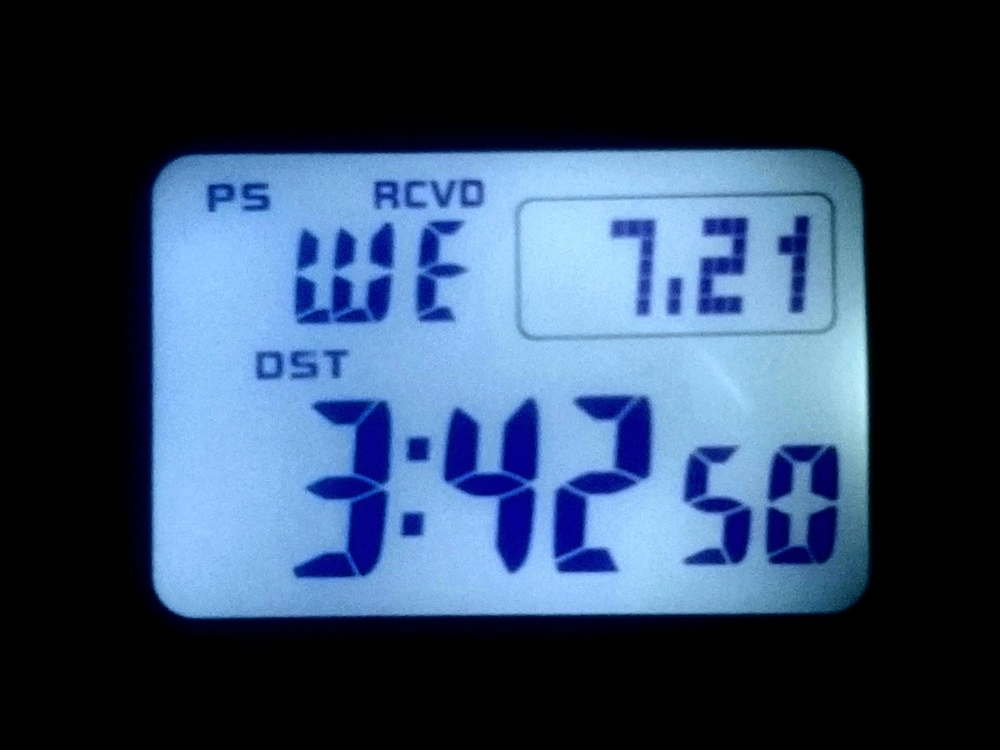 PS RCVD
WE 7.21
DST
3:42 50